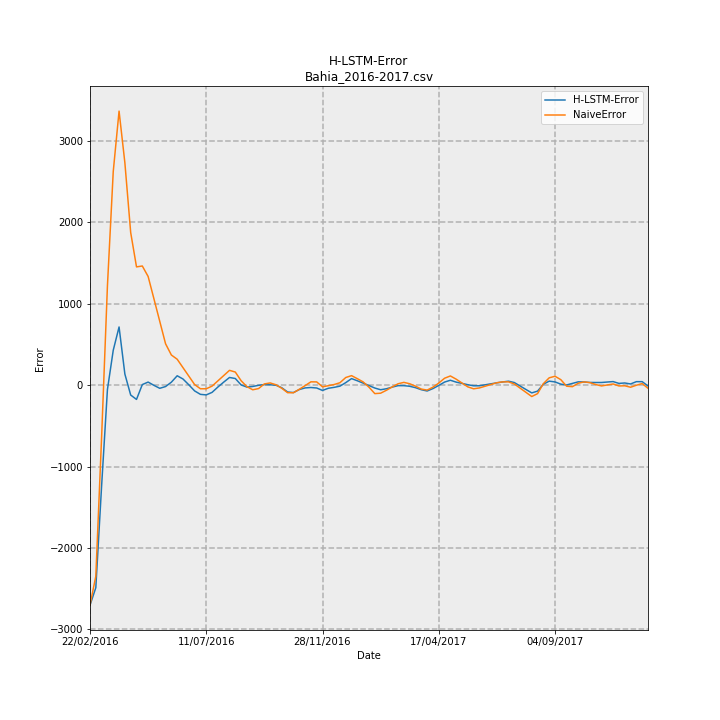 H-LSTM-Error
Bahia_2016-2017.csv
H-LSTM-Error
NaiveError
3000
2000
1000
0
−1000
−2000
−3000
Error
22/02/2016 11/07/2016 28/11/2016 17/04/2017 04/09/2017
Date